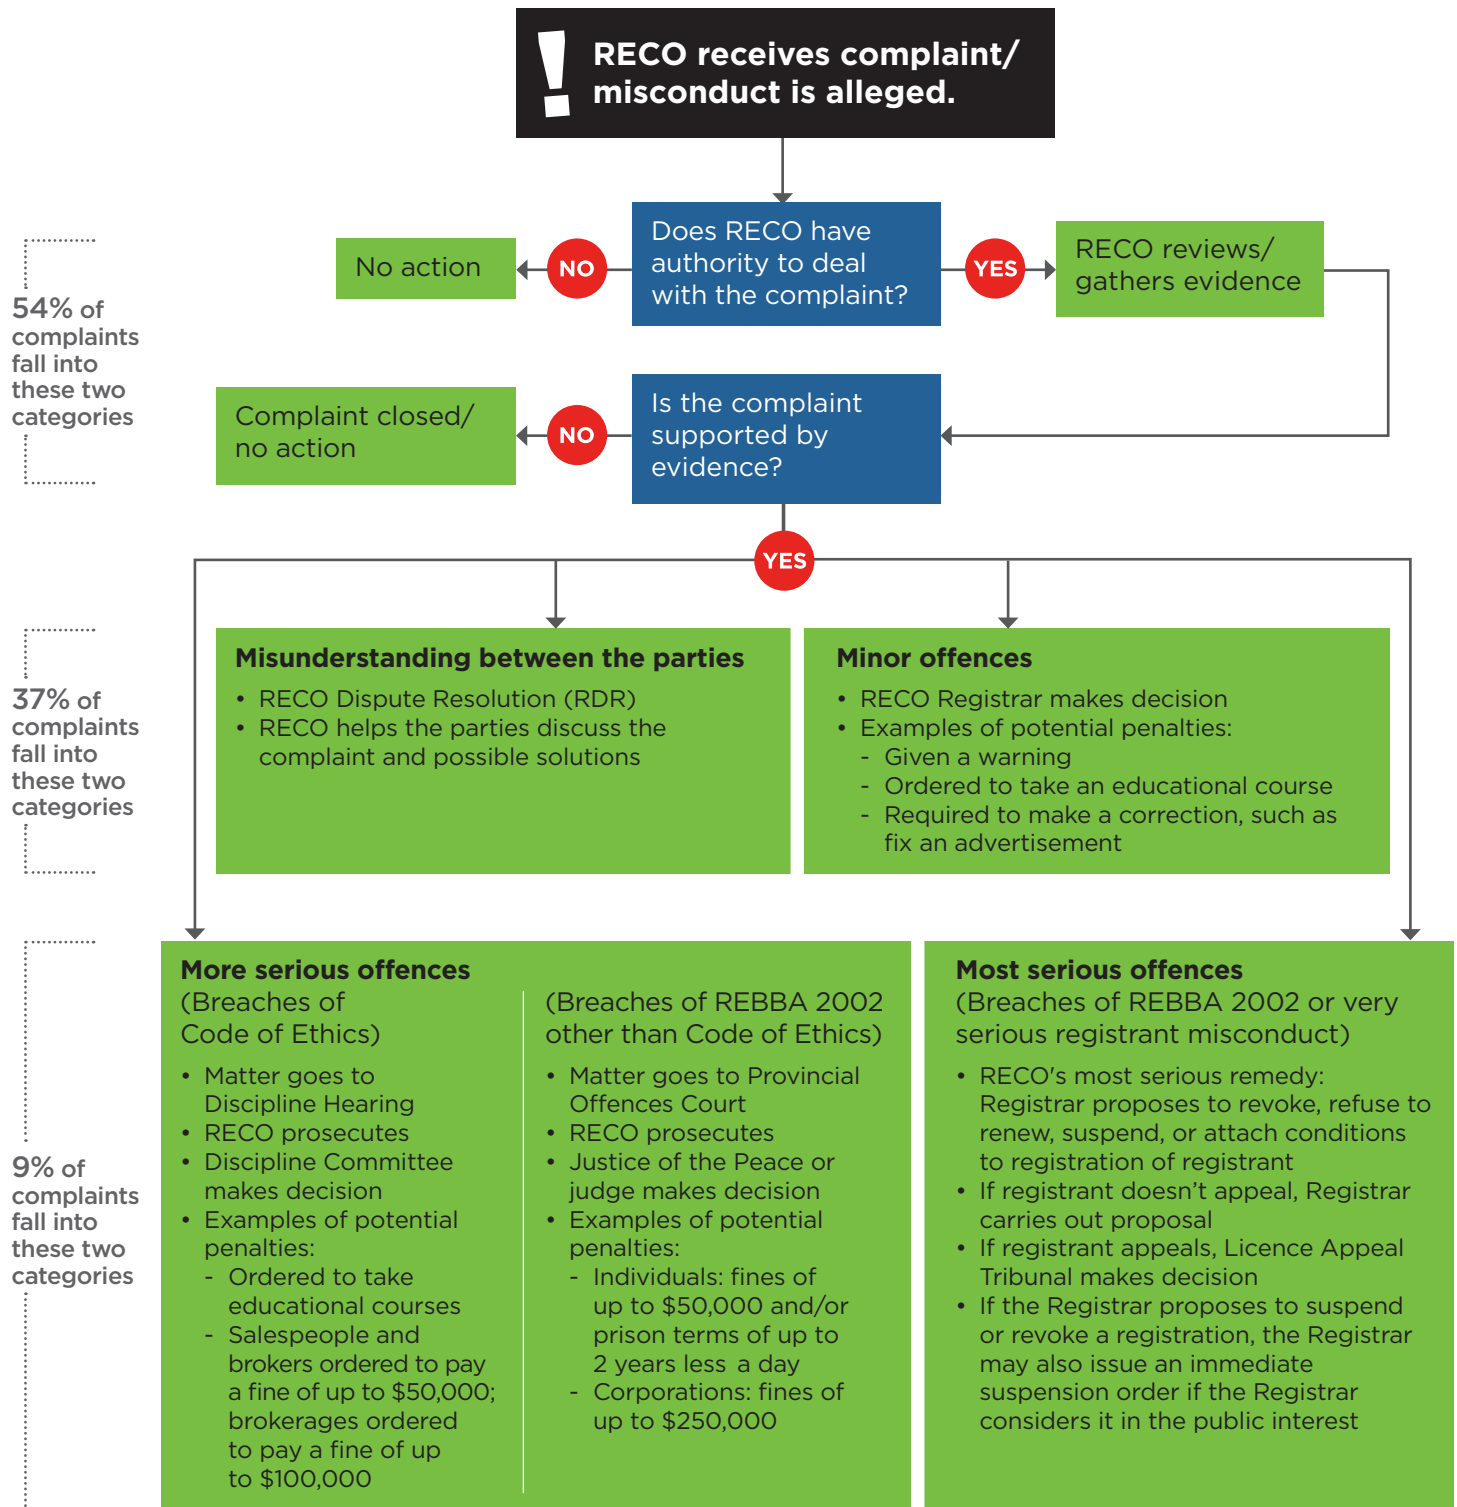 !
RECO receives complaint/
misconduct is alleged.
Does RECO have
authority to deal
with the complaint?
NO
No action
YES
RECO reviews/
gathers evidence
54% of
complaints
fall into
these two
categories
Is the complaint
supported by
evidence?
NO
Complaint closed/
no action
YES
37% of
complaints
fall into
these two
categories
Misunderstanding between the parties
• RECO Dispute Resolution (RDR)
• RECO helps the parties discuss the
complaint and possible solutions
Minor offences
• RECO Registrar makes decision
• Examples of potential penalties:
- Given a warning
- Ordered to take an educational course
- Required to make a correction, such as
fix an advertisement
9% of
complaints
fall into
these two
categories
More serious offences
(Breaches of
Code of Ethics)
• Matter goes to
Discipline Hearing
• RECO prosecutes
• Discipline Committee
makes decision
• Examples of potential
penalties:
- Ordered to take
educational courses
- Salespeople and
brokers ordered to pay
a fine of up to $50,000;
brokerages ordered
to pay a fine of up
to $100,000
(Breaches of REBBA 2002
other than Code of Ethics)
• Matter goes to Provincial
Offences Court
• RECO prosecutes
• Justice of the Peace or
judge makes decision
• Examples of potential
penalties:
- Individuals: fines of
up to $50,000 and/or
prison terms of up to
2 years less a day
- Corporations: fines of
up to $250,000
Most serious offences
(Breaches of REBBA 2002 or very
serious registrant misconduct)
• RECO's most serious remedy:
Registrar proposes to revoke, refuse to
renew, suspend, or attach conditions
to registration of registrant
• If registrant doesn’t appeal, Registrar
carries out proposal
• If registrant appeals, Licence Appeal
Tribunal makes decision
• If the Registrar proposes to suspend
or revoke a registration, the Registrar
may also issue an immediate
suspension order if the Registrar
considers it in the public interest